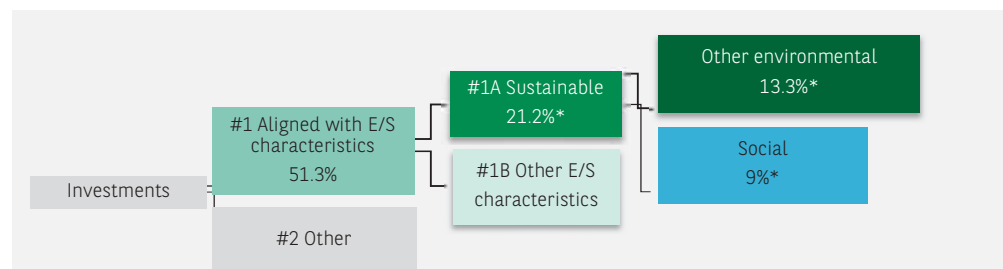 Investments
#1 Aligned with E/S
characteristics
51.3%
#2 Other
#1A Sustainable
21.2%*
#1B Other E/S
characteristics
Other environmental
13.3%*
Social
9%*